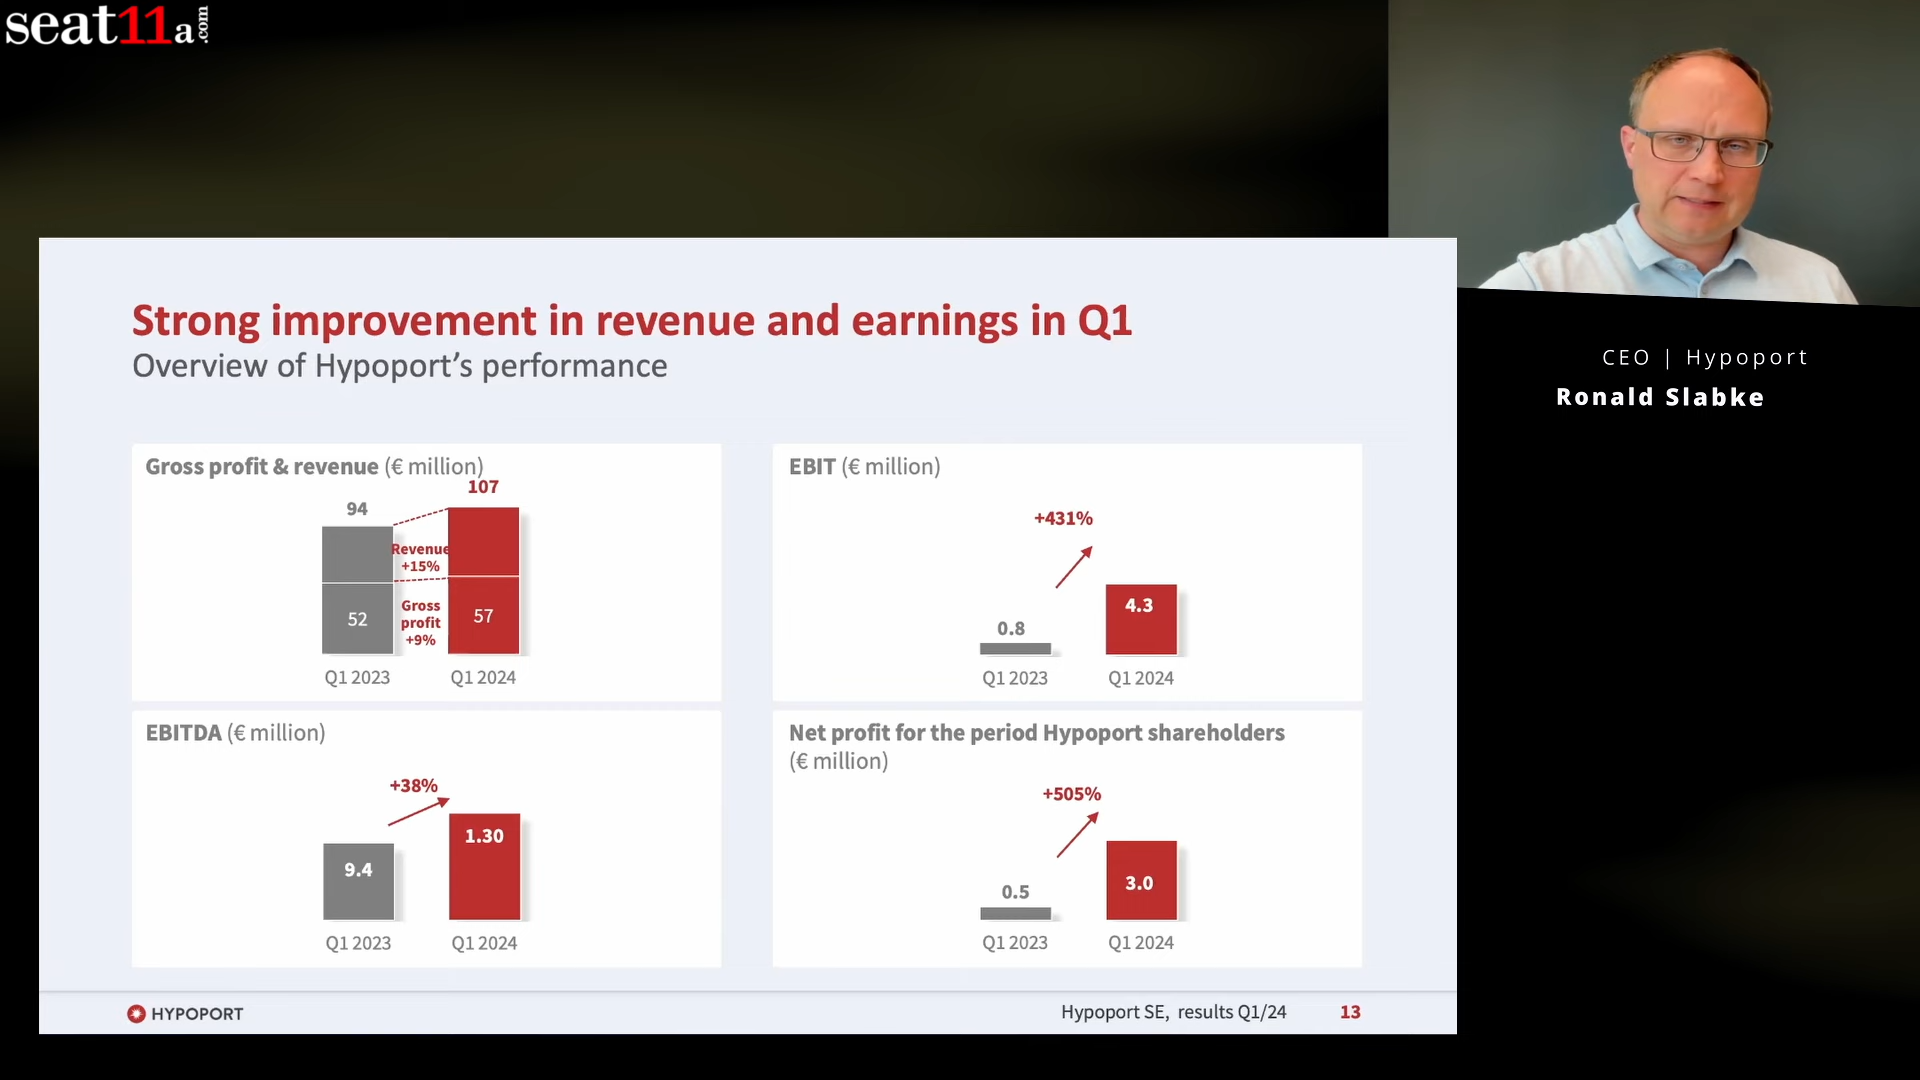 seat11a.com
CEO | Hypoport
Ronald Slabke
Strong improvement in revenue and earnings in Q1
Overview of Hypoport’s performance
Gross profit & revenue (€ million)
107
94
Revenue
+15%
Gross
profit
+9%
52
57
Q1 2023
Q1 2024
EBIT (€ million)
+431%
0.8
4.3
Q1 2023
Q1 2024
EBITDA (€ million)
+38%
9.4
1.30
Q1 2023
Q1 2024
Net profit for the period Hypoport shareholders
(€ million)
+505%
0.5
3.0
Q1 2023
Q1 2024
HYPOPORT
Hypoport SE, results Q1/24
13